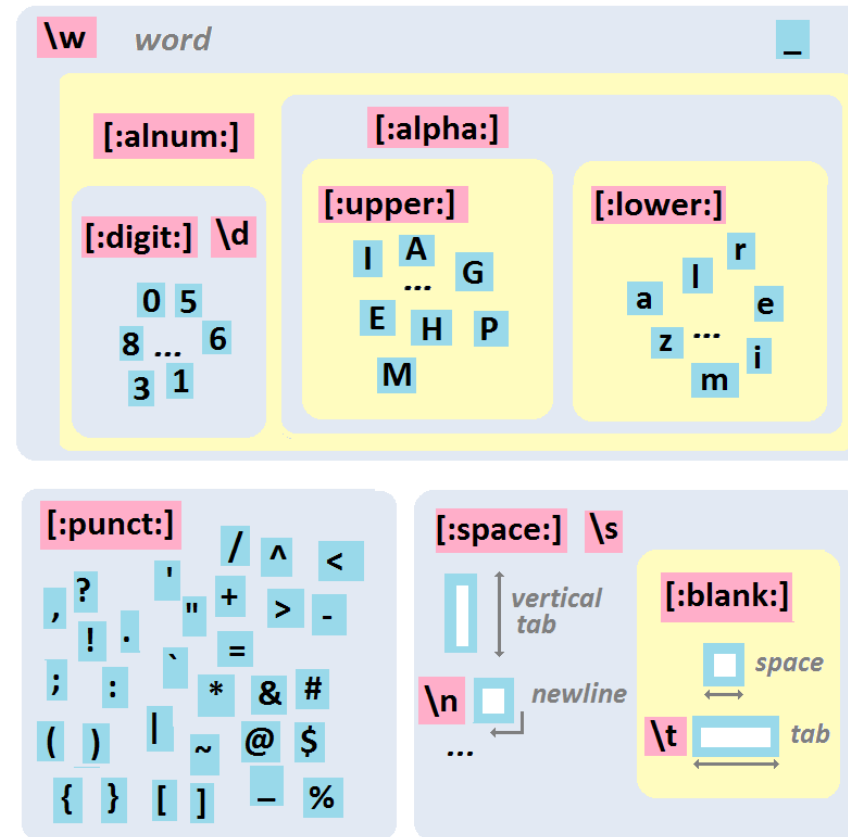 \w word _
[:alnum:] [:alpha:]
[:digit:] \d [:upper:] [:lower:]
0 5
8 ... 6
3 1
I A G
...
E H P
M
r
l
a e
z ... i
m
[:punct:]
/ ^ <
? ' + > -
, "
! . =
; : ` * & #
( ) | ~ @ $
{ } [ ] _ %
[:space:] \s
vertical
tab
\n newline
...
[:blank:]
space
\t tab